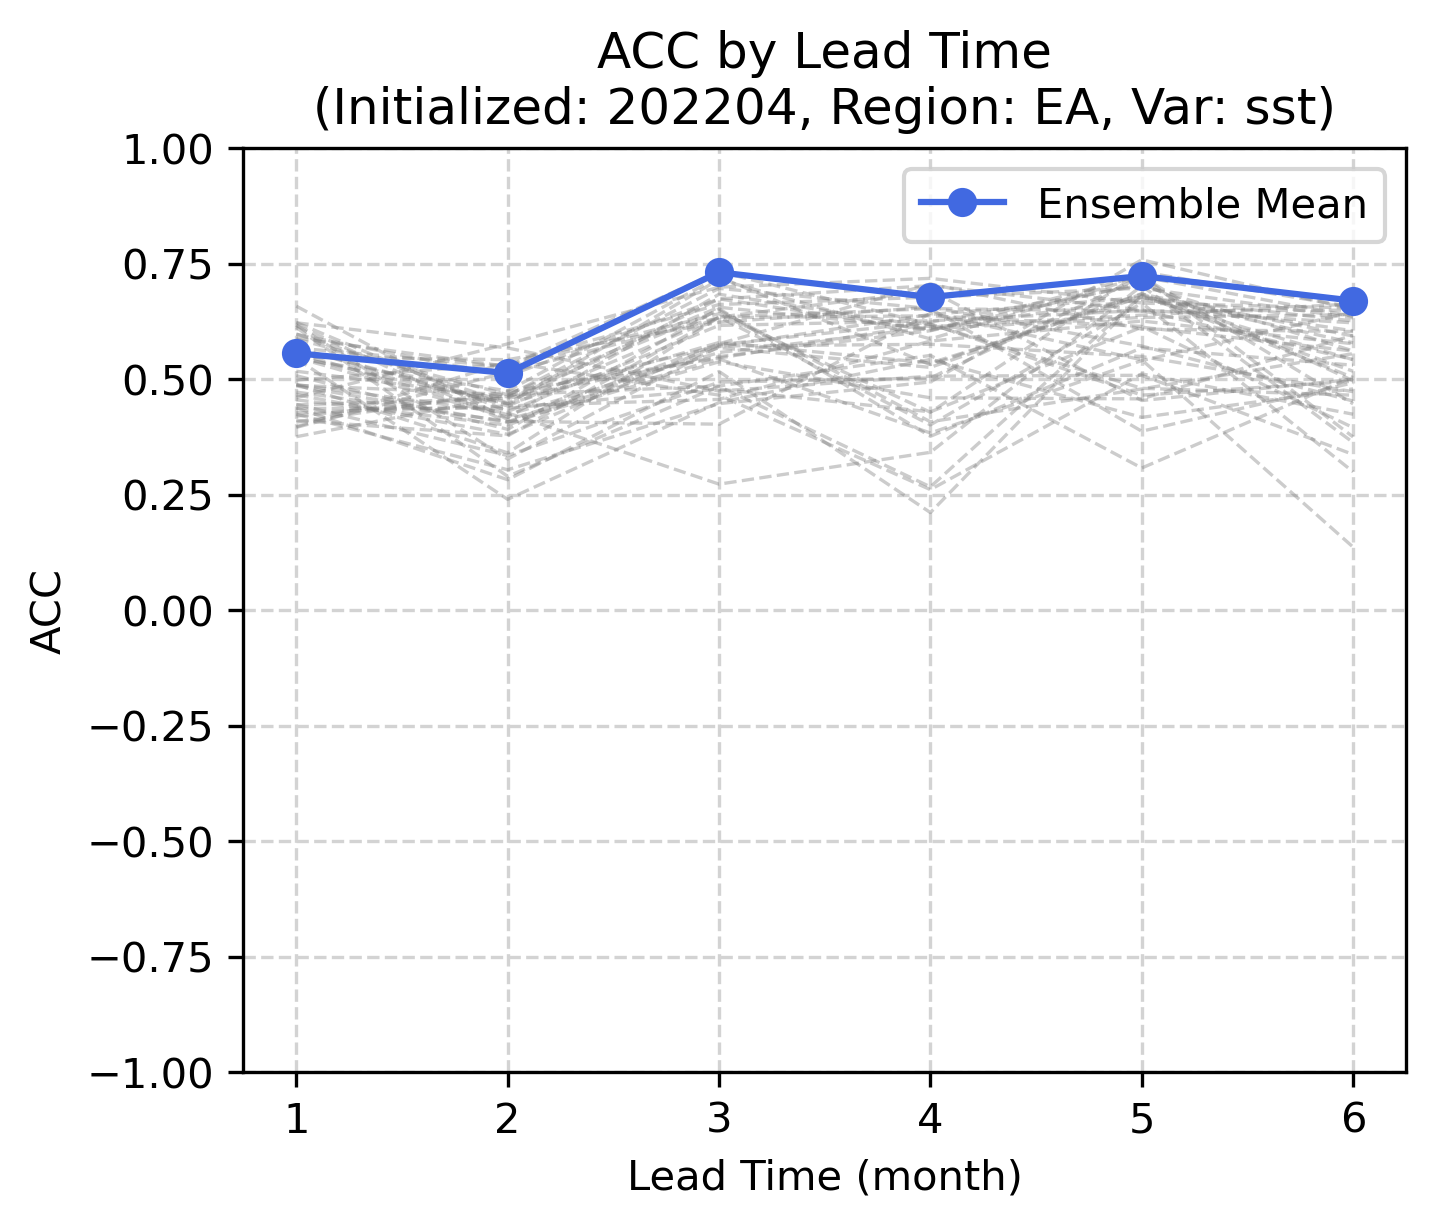 ACC by Lead Time
(Initialized: 202204, Region: EA, Var: sst)
Ensemble Mean
1.00
0.75
0.50
0.25
0.00
−0.25
−0.50
−0.75
−1.00
ACC
1 2 3 4 5 6
Lead Time (month)